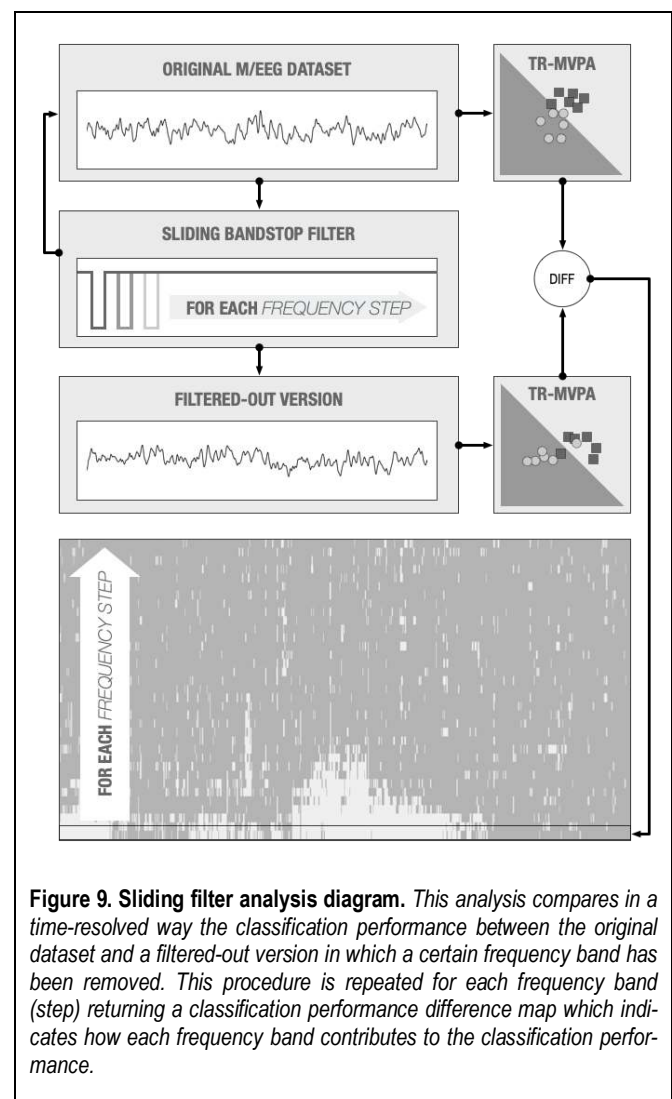 ORIGINAL M/EEG DATASET
TR-MVPA
SLIDING BANDSTOP FILTER
FOR EACH FREQUENCY STEP
DIFF
FILTERED-OUT VERSION
TR-MVPA
FOR EACH FREQUENCY STEP
Figure 9. Sliding filter analysis diagram. This analysis compares in a
time-resolved way the classification performance between the original
dataset and a filtered-out version in which a certain frequency band has
been removed. This procedure is repeated for each frequency band
(step) returning a classification performance difference map which indi-
cates how each frequency band contributes to the classification perfor-
mance.